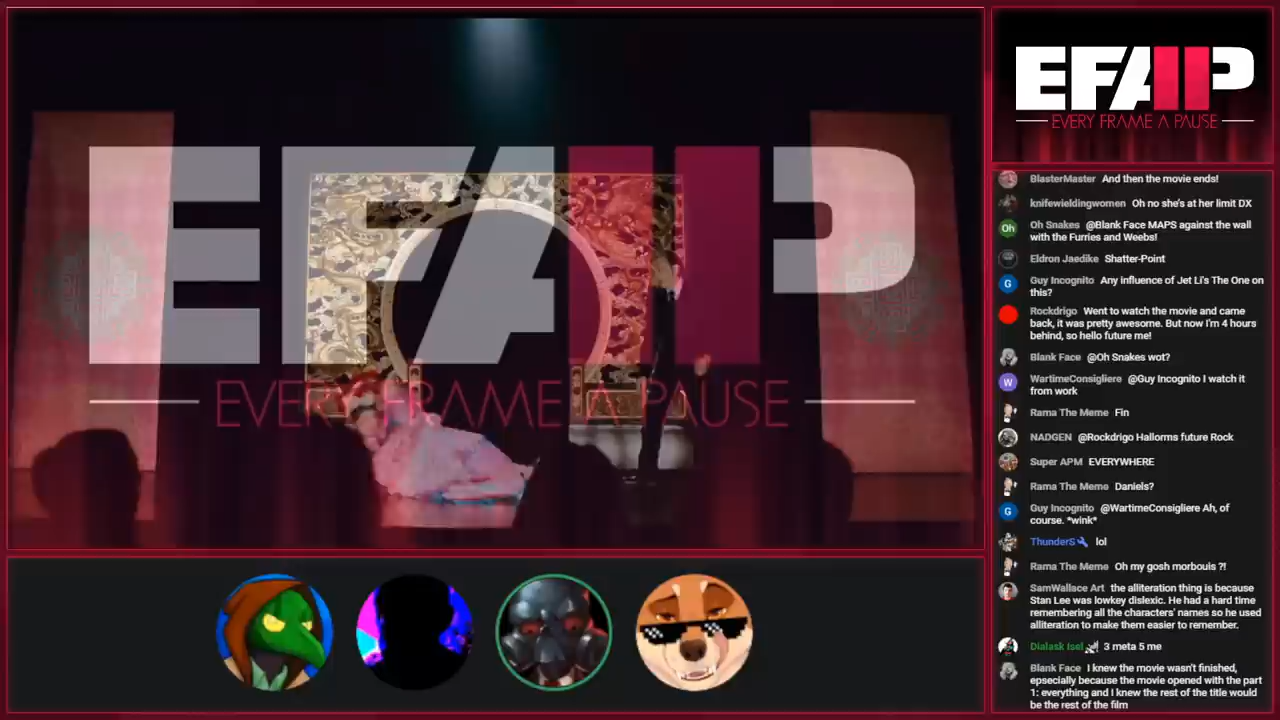 EFAP
EVERY FRAME A PAUSE
EFAP
EVERY FRAME A PAUSE
BlasterMaster And then the movie ends!
knifewieldingwomen Oh no she's at her limit DX
Oh
Oh Snakes @Blank Face MAPS against the wall
with the Furries and Weebs!
Eldron Jaedike Shatter-Point
G
Guy Incognito Any influence of Jet Li's The One on
this?
Rockdrigo Went to watch the movie and came
back, it was pretty awesome. But now I'm 4 hours
behind, so hello future me!
Blank Face @Oh Snakes wot?
W
WartimeConsigliere @Guy Incognito I watch it
from work
Rama The Meme Fin
NADGEN @Rockdrigo Hallorms future Rock
Super APM EVERYWHERE
Rama The Meme Daniels?
G
Guy Incognito @WartimeConsigliere Ah, of
course. *wink*
ThunderS lol
Rama The Meme Oh my gosh morbouis ?!
SamWallace Art the alliteration thing is because
Stan Lee was lowkey dislexic. He had a hard time
remembering all the characters' names so he used
alliteration to make them easier to remember.
Dialask Isel 3 meta 5 me
Blank Face I knew the movie wasn't finished,
epsecially because the movie opened with the part
1: everything and I knew the rest of the title would
be the rest of the film